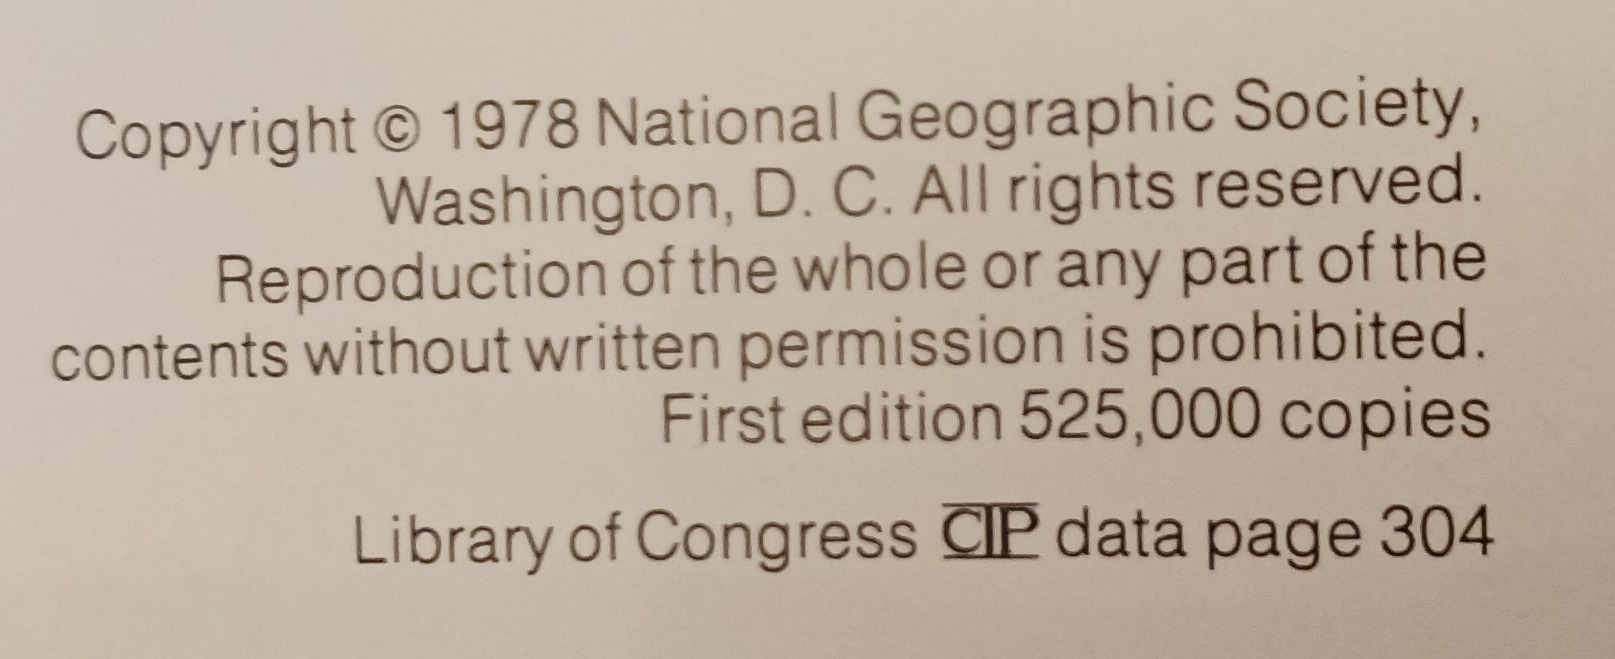 Copyright © 1978 National Geographic Society,
Washington, D. C. All rights reserved.
Reproduction of the whole or any part of the
contents without written permission is prohibited.
First edition 525,000 copies
Library of Congress CIP data page 304